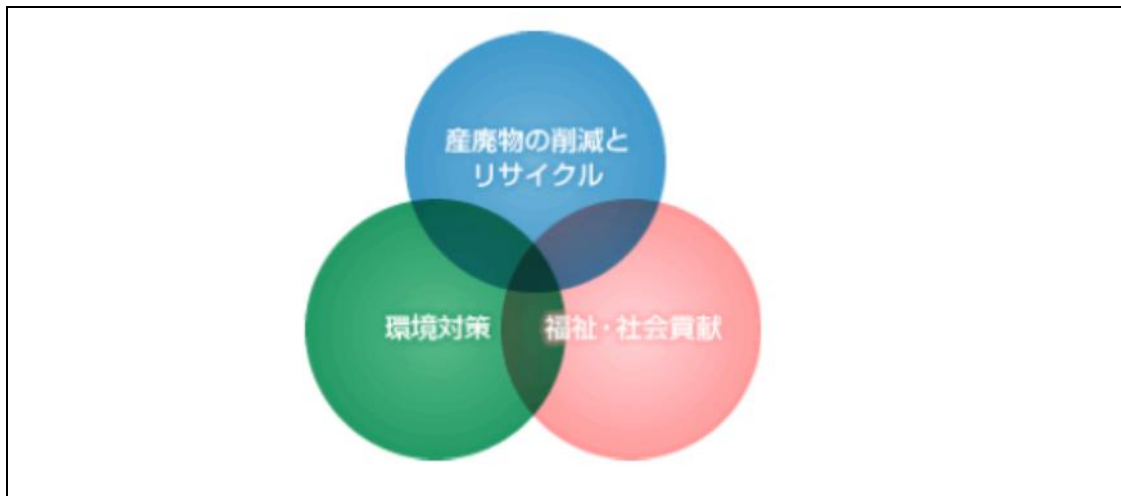 産廃物の削減と
リサイクル
環境対策
福祉・社会貢献